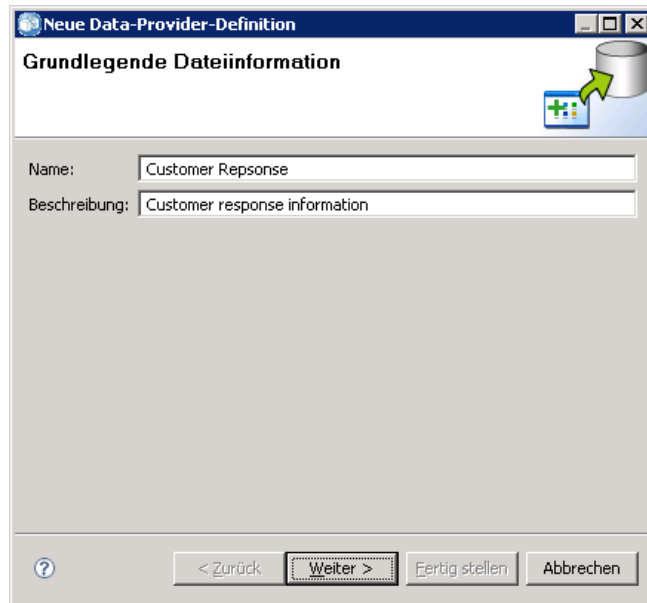 Neue Data-Provider-Definition
Grundlegende Dateiinformation
Name: Customer Repsonse
Beschreibung: Customer response information
? < Zurück Weiter > Fertig stellen Abbrechen